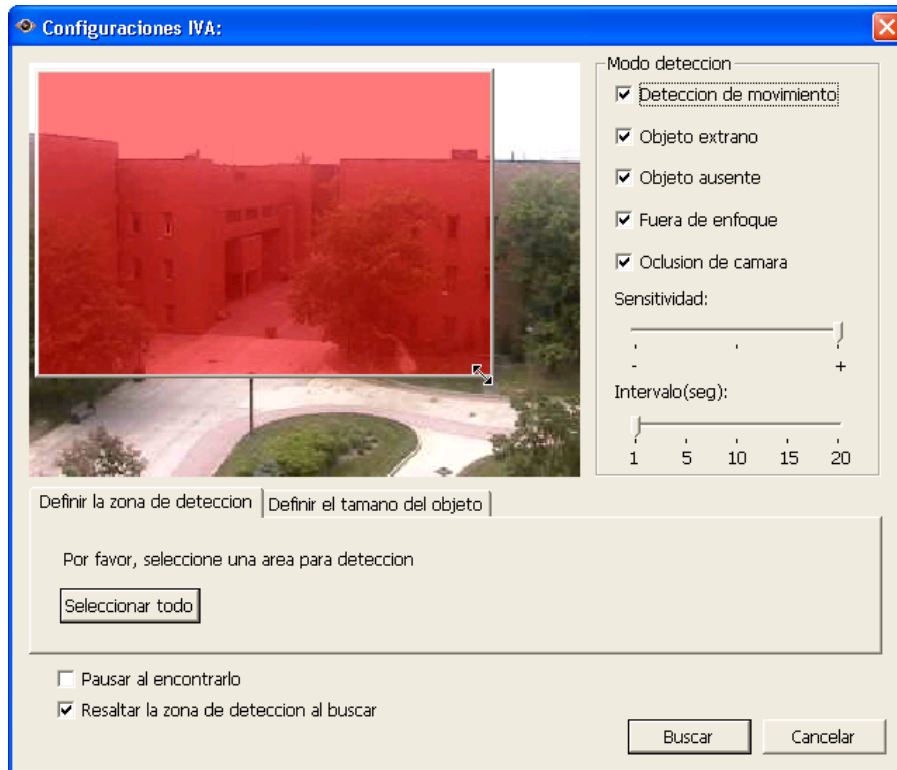 Configuraciones IVA:
Modo deteccion
Deteccion de movimiento
Objeto extrano
Objeto ausente
Fuera de enfoque
Oclusion de camara
Sensitividad:
- +
Intervalo(seg):
1 5 10 15 20
Definir la zona de deteccion Definir el tamano del objeto
Por favor, seleccione una area para deteccion
Seleccionar todo
Pausar al encontrarlo
Resaltar la zona de deteccion al buscar
Buscar Cancelar